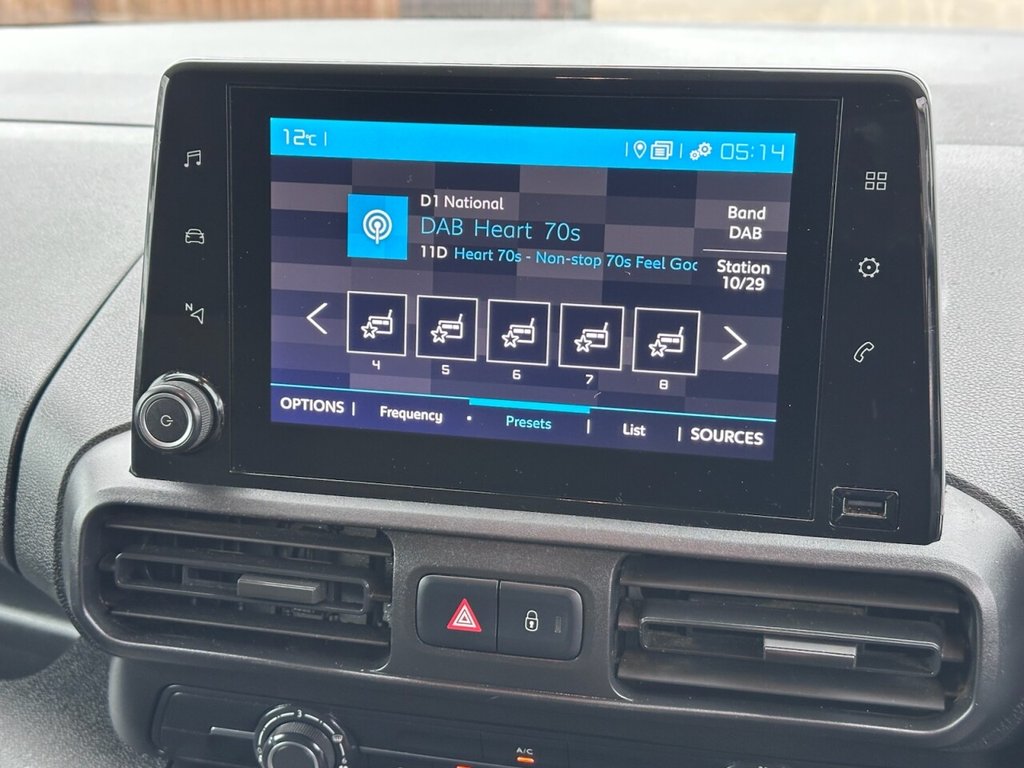 12°C
05:14
D1 National
DAB Heart 70s
11D Heart 70s - Non-stop 70s Feel Goo
Band
DAB
Station
10/29
N
4 5 6 7 8
OPTIONS Frequency Presets List SOURCES
A/C